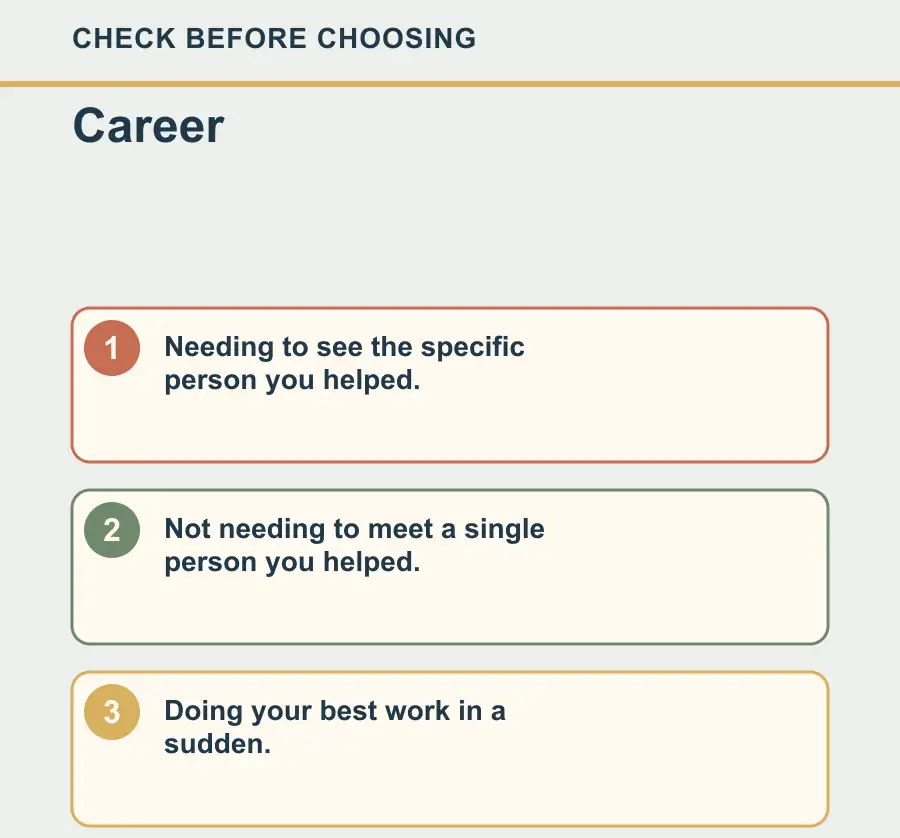 CHECK BEFORE CHOOSING
Career
1
Needing to see the specific
person you helped.
2
Not needing to meet a single
person you helped.
3
Doing your best work in a
sudden.